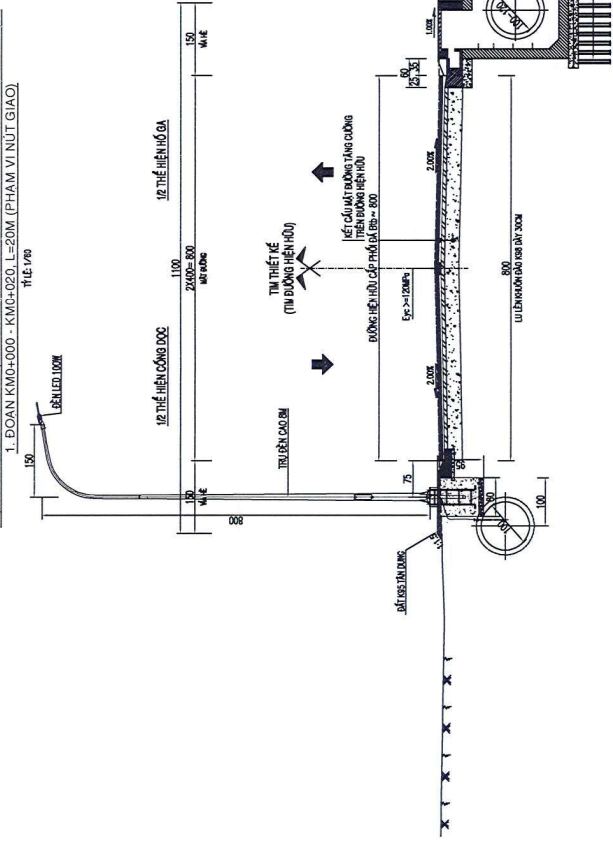 1. ĐOẠN KM0+000 - KM0+020, L=20M (PHẠM VI NÚT GIAO)
TỈ LỆ: 1/80
150
ĐÈN LED 100W
1100
150
VỈA HÈ
2X400= 800
MẶT ĐƯỜNG
150
VỈA HÈ
1/2 THỂ HIỆN CỐNG DỌC
1/2 THỂ HIỆN HỐ GA
800
TRỤ ĐÈN CAO 8M
TIM THIẾT KẾ
(TIM ĐƯỜNG HIỆN HỮU)
KẾT CẤU MẶT ĐƯỜNG TĂNG CƯỜNG
TRÊN ĐƯỜNG HIỆN HỮU
ĐƯỜNG HIỆN HỮU CẤP PHỐI ĐÁ Btb ~ 800
Eyc >=120MPa
75
25
35
60
2.00%
2.00%
1.00%
ĐẤT K95 TẬN DỤNG
60
100
100
800
LU LÈN KHUÔN ĐÀO K98 DÀY 30CM